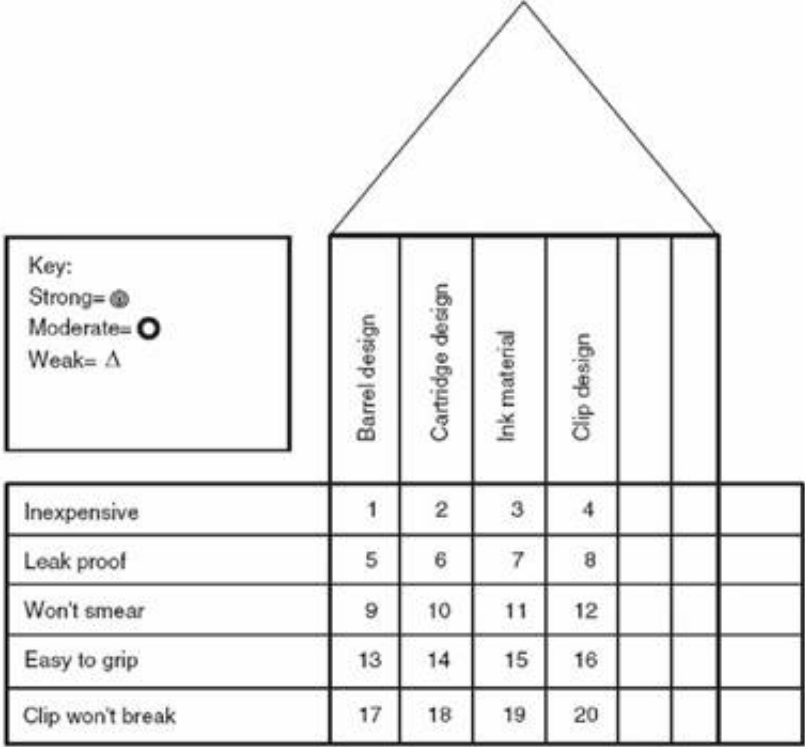 Key:
Strong= ◎
Moderate= O
Weak= Δ
Barrel design
Cartridge design
Ink material
Clip design
Inexpensive 1 2 3 4
Leak proof 5 6 7 8
Won't smear 9 10 11 12
Easy to grip 13 14 15 16
Clip won't break 17 18 19 20